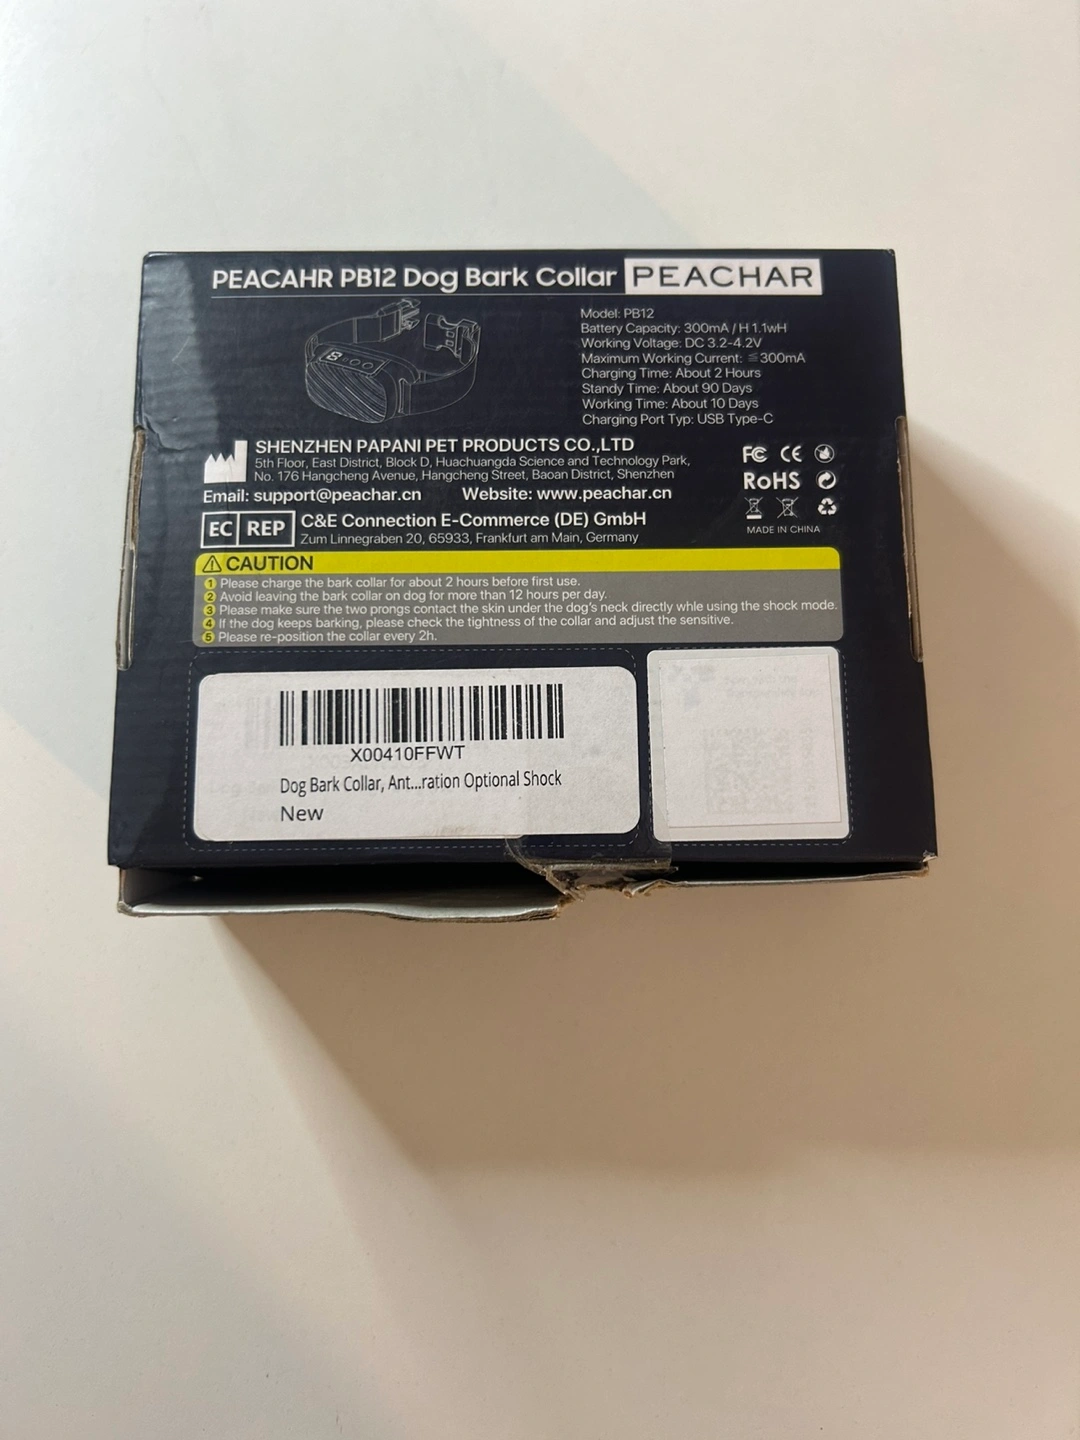 PEACAHR PB12 Dog Bark Collar PEACHAR
8
Model: PB12
Battery Capacity: 300mA / H 1.1wH
Working Voltage: DC 3.2-4.2V
Maximum Working Current: ≦300mA
Charging Time: About 2 Hours
Standy Time: About 90 Days
Working Time: About 10 Days
Charging Port Typ: USB Type-C
SHENZHEN PAPANI PET PRODUCTS CO.,LTD
5th Floor, East District, Block D, Huachuangda Science and Technology Park,
No. 176 Hangcheng Avenue, Hangcheng Street, Baoan District, Shenzhen
Email: support@peachar.cn Website: www.peachar.cn
FC CE
RoHS
MADE IN CHINA
EC REP C&E Connection E-Commerce (DE) GmbH
Zum Linnegraben 20, 65933, Frankfurt am Main, Germany
CAUTION
1 Please charge the bark collar for about 2 hours before first use.
2 Avoid leaving the bark collar on dog for more than 12 hours per day.
3 Please make sure the two prongs contact the skin under the dog's neck directly while using the shock mode.
4 If the dog keeps barking, please check the tightness of the collar and adjust the sensitive.
5 Please re-position the collar every 2h.
X00410FFWT
Dog Bark Collar, Ant...ration Optional Shock
New